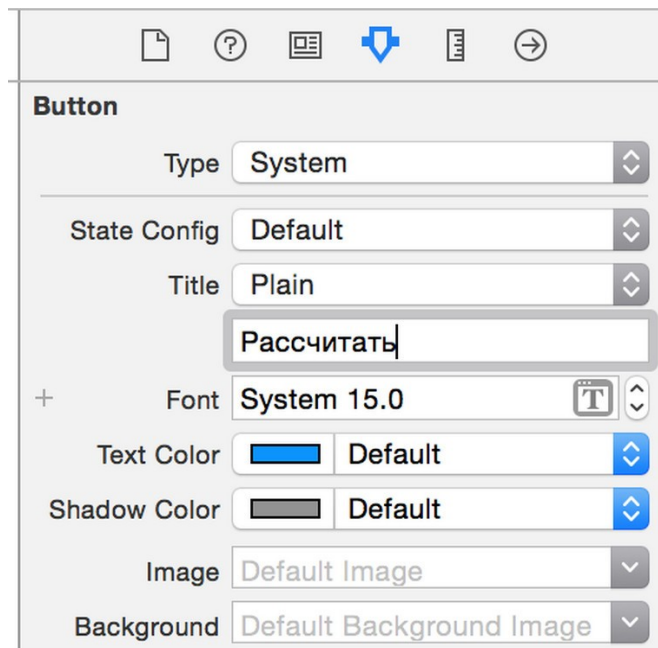 Button
Type System
State Config Default
Title Plain
Рассчитать
+ Font System 15.0 T
Text Color Default
Shadow Color Default
Image Default Image
Background Default Background Image